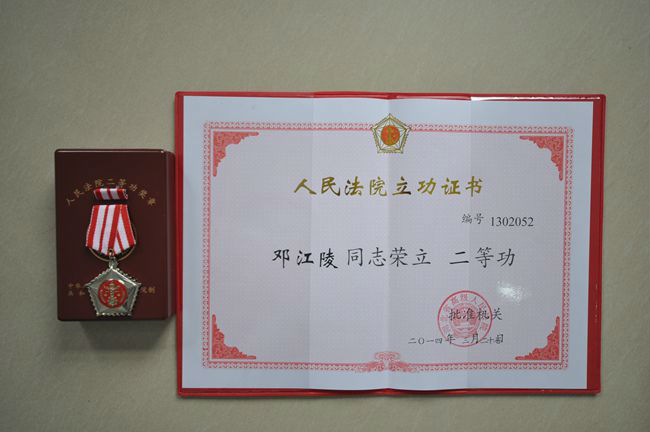 人民法院二等功荣章
人民法院立功证书
编号 1302052
邓江陵 同志荣立 二等功
批准机关
二〇一四年 三月二十日